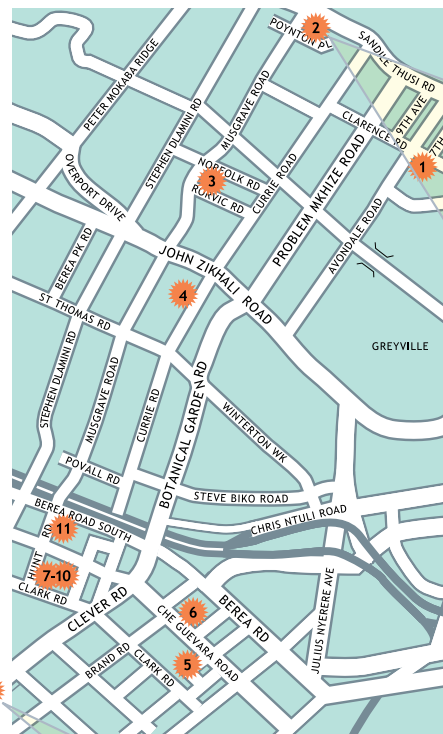 2
POYNTON PL
SANDILE THUSI RD
PETER MOKABA RIDGE
MUSGRAVE ROAD
9TH AVE
7TH
CLARENCE RD
1
STEPHEN DLAMINI RD
NORFOLK RD
3
RORVIC RD
CURRIE ROAD
PROBLEM MKHIZE ROAD
OVERPORT DRIVE
AVONDALE ROAD
BEREA PK RD
JOHN ZIKHALI ROAD
4
ST THOMAS RD
GREYVILLE
STEPHEN DLAMINI RD
MUSGRAVE ROAD
CURRIE RD
BOTANICAL GARDEN RD
WINTERTON WK
POVALL RD
STEVE BIKO ROAD
BEREA ROAD SOUTH
CHRIS NTULI ROAD
11
HUNT RD
7-10
CLARK RD
CLEVER RD
6
BEREA RD
CHE GUEVARA ROAD
JULIUS NYERERE AVE
BRAND RD
CLARK RD
5